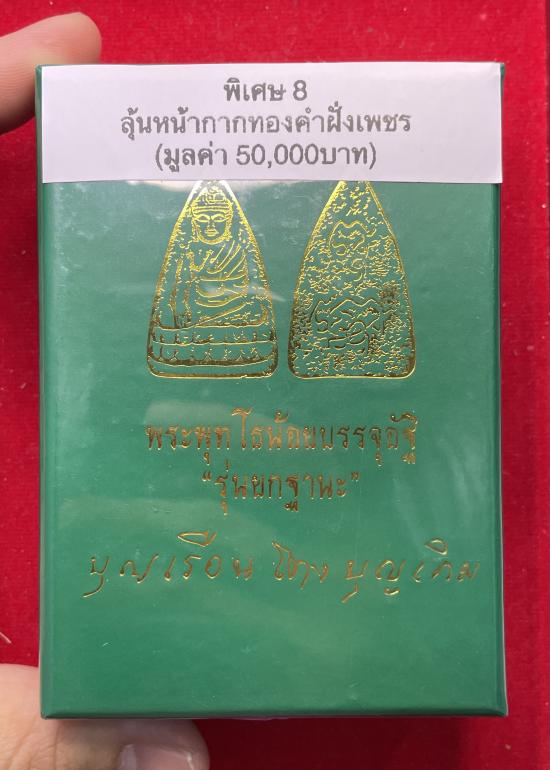 พิเศษ 8
ลุ้นหน้ากากทองคำฝังเพชร
(มูลค่า 50,000บาท)
พระพุทโธน้อยบรรจุอัฐิ
"รุ่นยกฐานะ"
บุญเรือน โตงบุญเติม